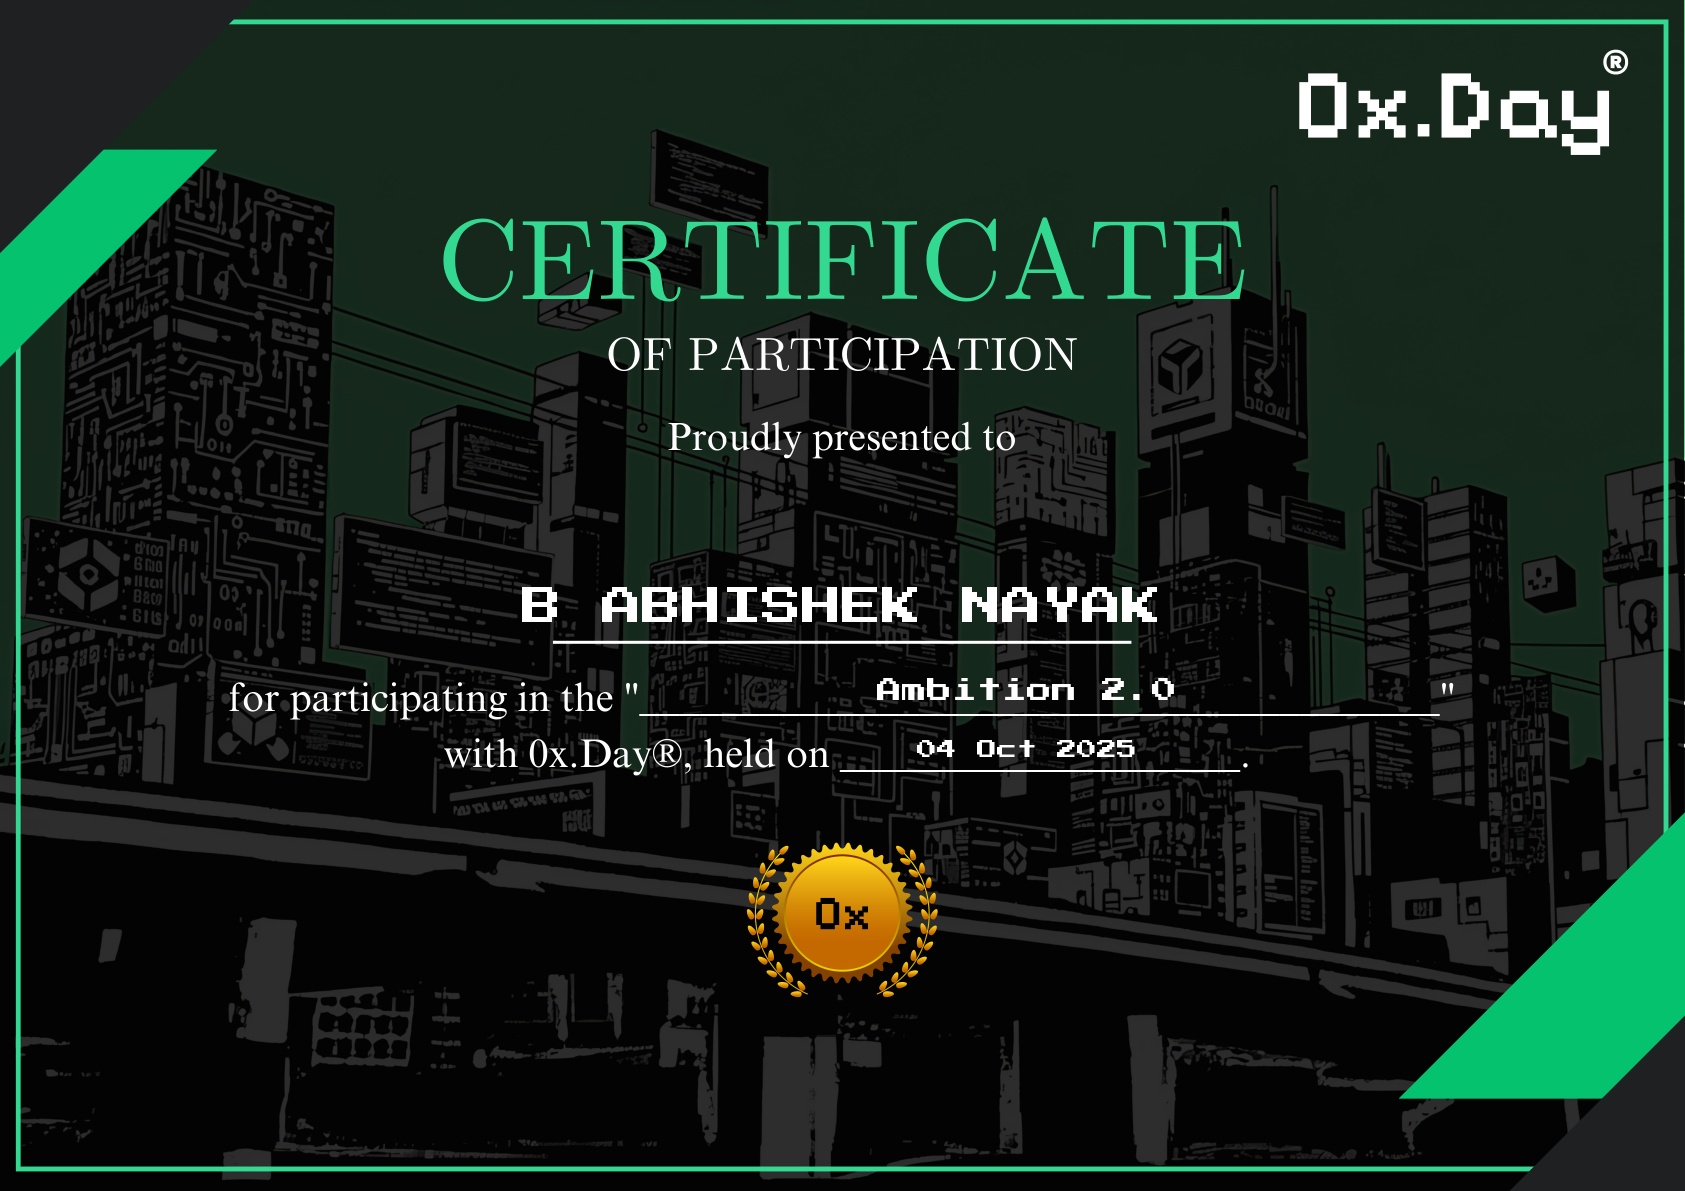 0x.Day®
CERTIFICATE
OF PARTICIPATION
Proudly presented to
B ABHISHEK NAYAK
for participating in the "Ambition 2.0"
with 0x.Day®, held on 04 Oct 2025.
0x